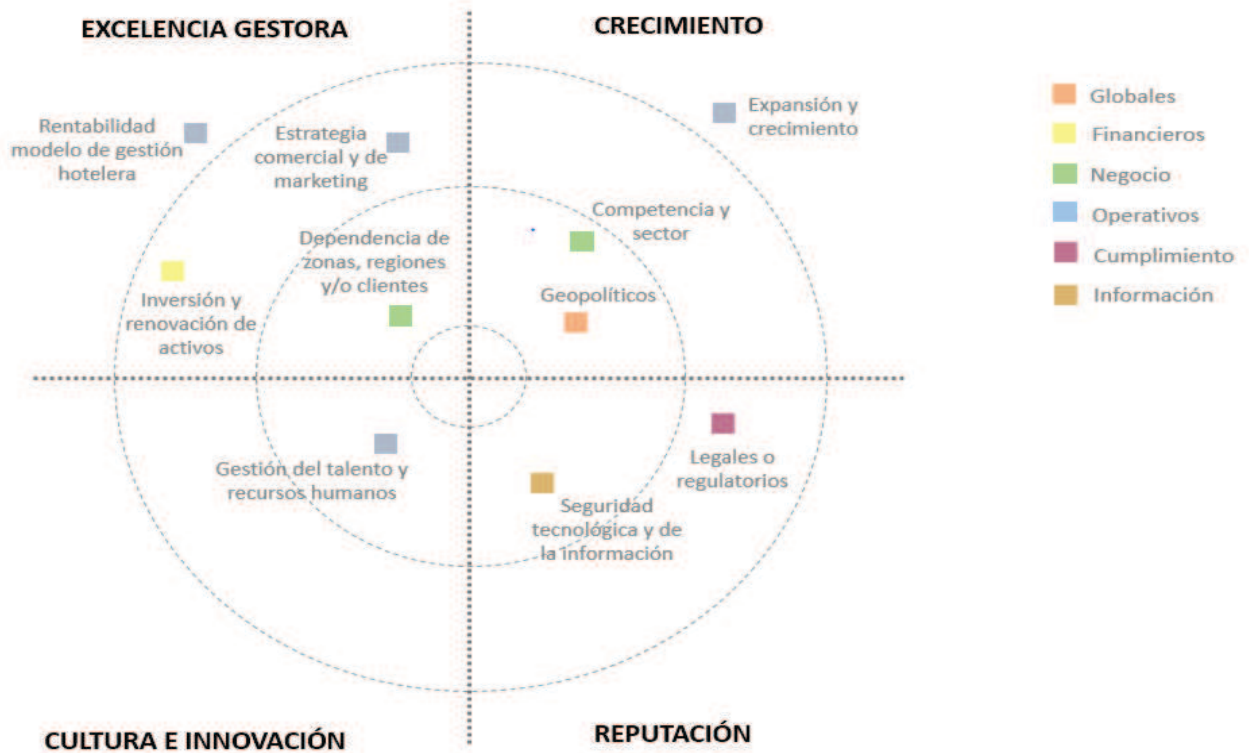 EXCELENCIA GESTORA
CRECIMIENTO
Rentabilidad
modelo de gestión
hotelera
Estrategia
comercial y de
marketing
Expansión y
crecimiento
Dependencia de
zonas, regiones
y/o clientes
Competencia y
sector
Inversión y
renovación de
activos
Geopolíticos
Gestión del talento y
recursos humanos
Seguridad
tecnológica y de
la información
Legales o
regulatorios
CULTURA E INNOVACIÓN
REPUTACIÓN
Globales
Financieros
Negocio
Operativos
Cumplimiento
Información